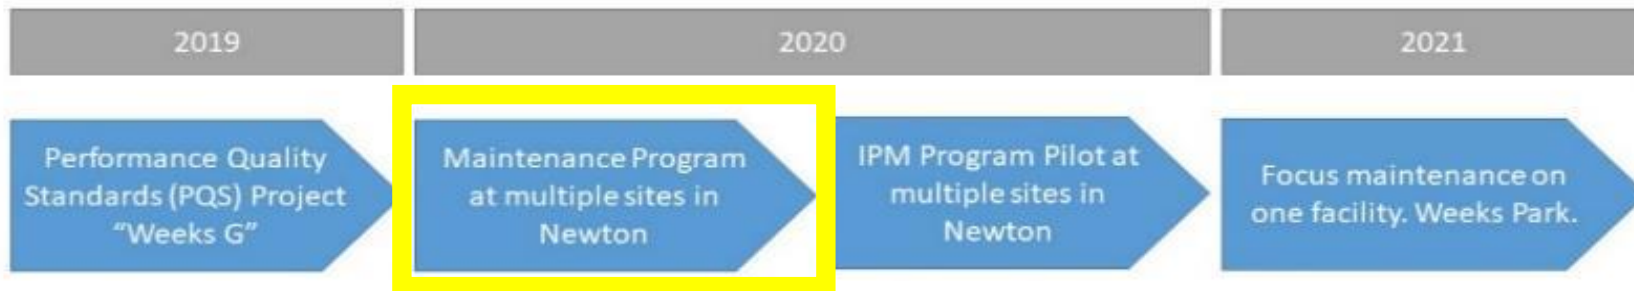 2019
2020
2021
Performance Quality
Standards (PQS) Project
“Weeks G”
Maintenance Program
at multiple sites in
Newton
IPM Program Pilot at
multiple sites in
Newton
Focus maintenance on
one facility. Weeks Park.